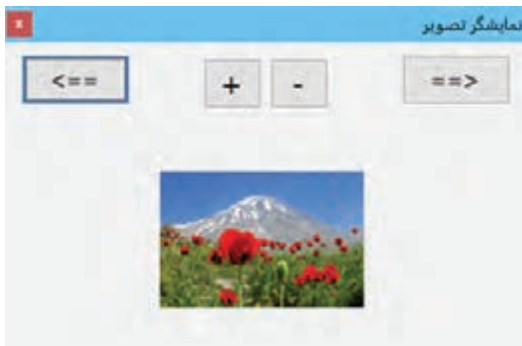 نمایشگر تصویر
x
<==
+
-
==>